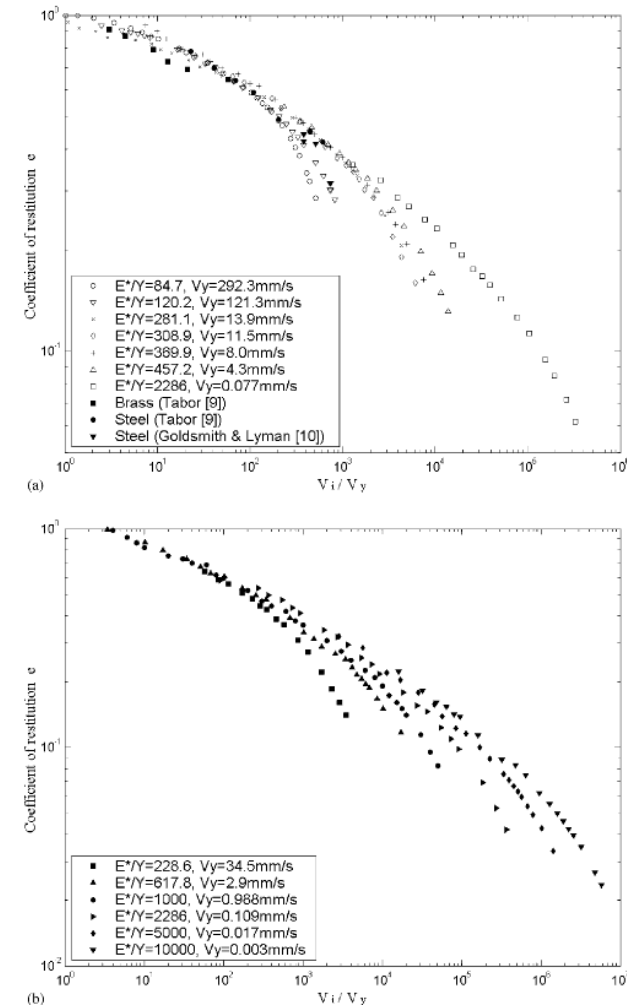 10⁰
10⁻¹
Coefficient of restitution e
E*/Y=84.7, Vy=292.3mm/s
E*/Y=120.2, Vy=121.3mm/s
E*/Y=281.1, Vy=13.9mm/s
E*/Y=308.9, Vy=11.5mm/s
E*/Y=369.9, Vy=8.0mm/s
E*/Y=457.2, Vy=4.3mm/s
E*/Y=2286, Vy=0.077mm/s
Brass (Tabor [9])
Steel (Tabor [9])
Steel (Goldsmith & Lyman [10])
10⁰ 10¹ 10² 10³ 10⁴ 10⁵ 10⁶ 10⁸
(a) Vi / Vy
10⁰
10⁻¹
10⁻²
Coefficient of restitution e
E*/Y=228.6, Vy=34.5mm/s
E*/Y=617.8, Vy=2.9mm/s
E*/Y=1000, Vy=0.988mm/s
E*/Y=2286, Vy=0.109mm/s
E*/Y=5000, Vy=0.017mm/s
E*/Y=10000, Vy=0.003mm/s
10⁰ 10¹ 10² 10³ 10⁴ 10⁵ 10⁶ 10⁷
(b) Vi / Vy